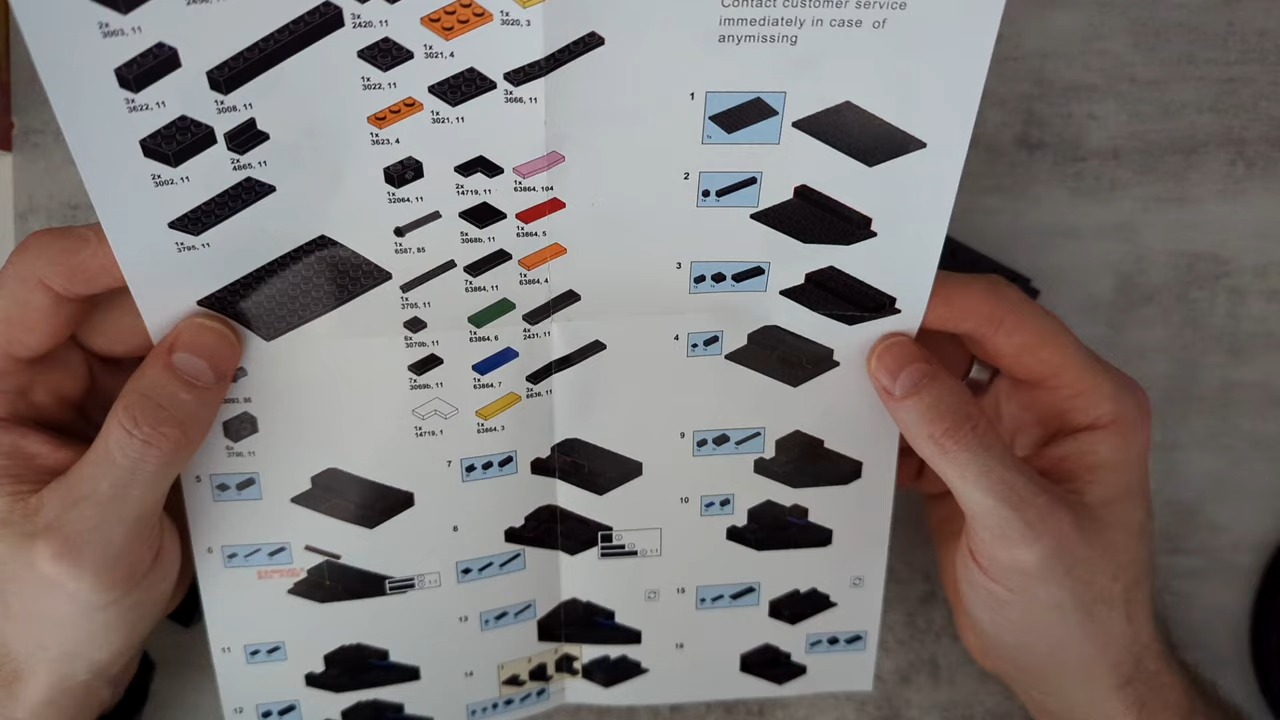 2x
3003, 11
3x
2420, 11
1x
3020, 3
1x
3021, 4
1x
3022, 11
3x
3622, 11
1x
3008, 11
1x
3021, 11
3x
3666, 11
1x
3623, 4
2x
3002, 11
2x
4865, 11
1x
3795, 11
1x
32064, 11
2x
14719, 11
1x
63864, 104
1x
6587, 85
5x
3068b, 11
1x
63864, 5
1x
3705, 11
7x
63864, 11
1x
63864, 4
6x
3070b, 11
1x
63864, 6
4x
2431, 11
7x
3069b, 11
1x
63864, 7
3x
6636, 11
1x
14719, 1
1x
63864, 3
Contact customer service
immediately in case of
anymissing
1
2
3
4
5
6
7
8
9
10
11
12
13
14
15
16